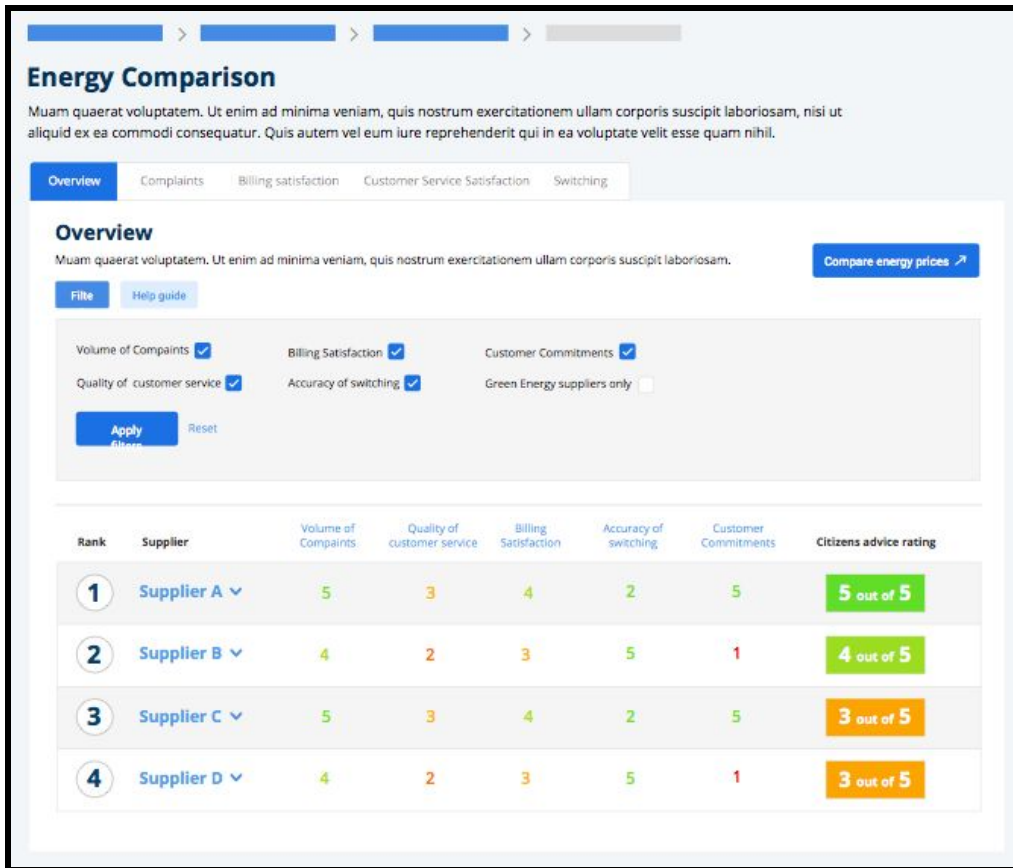 Energy Comparison
Muam quaerat voluptatem. Ut enim ad minima veniam, quis nostrum exercitationem ullam corporis suscipit laboriosam, nisi ut
aliquid ex ea commodi consequatur. Quis autem vel eum iure reprehenderit qui in ea voluptate velit esse quam nihil.
Overview Complaints Billing satisfaction Customer Service Satisfaction Switching
Overview
Muam quaerat voluptatem. Ut enim ad minima veniam, quis nostrum exercitationem ullam corporis suscipit laboriosam.
Compare energy prices
Filte Help guide
Volume of Compaints Billing Satisfaction Customer Commitments
Quality of customer service Accuracy of switching Green Energy suppliers only
Apply Reset
filters
Volume of Quality of Billing Accuracy of Customer
Rank Supplier Compaints customer service Satisfaction switching Commitments Citizens advice rating
1 Supplier A 5 3 4 2 5 5 out of 5
2 Supplier B 4 2 3 5 1 4 out of 5
3 Supplier C 5 3 4 2 5 3 out of 5
4 Supplier D 4 2 3 5 1 3 out of 5